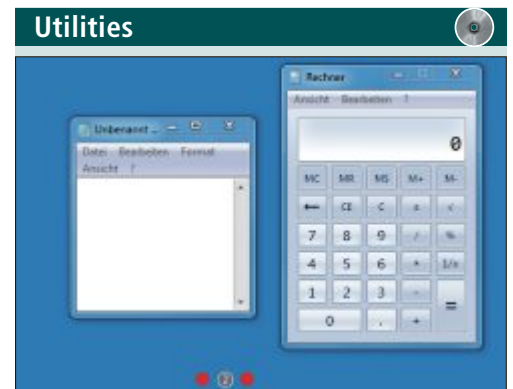 Utilities
Unbenannt -
Datei Bearbeiten Format
Ansicht ?
Rechner
Ansicht Bearbeiten ?
0
MC MR MS M+ M-
← CE C ± √
7 8 9 / %
4 5 6 * 1/x
1 2 3 - =
0 , +
2